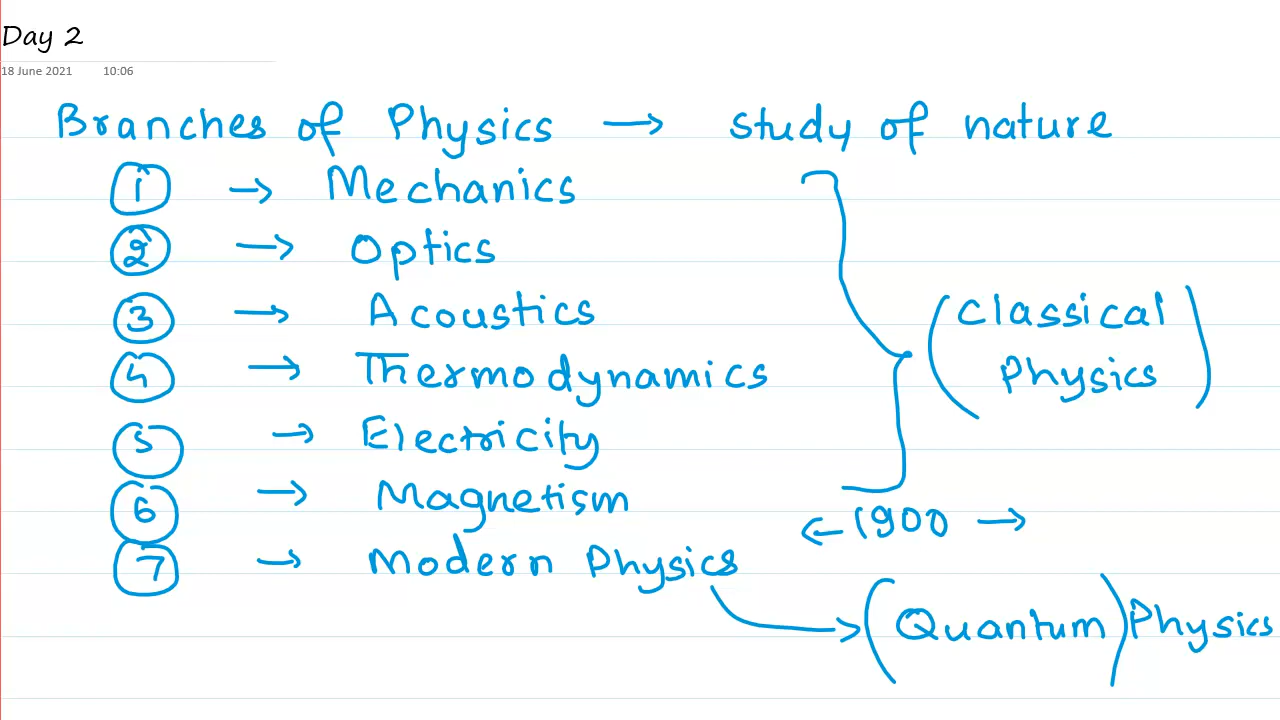 Day 2
18 June 2021 10:06
Branches of Physics → study of nature
1 → Mechanics
2 → Optics
3 → Acoustics
4 → Thermodynamics
5 → Electricity
6 → Magnetism
7 → Modern Physics
(Classical
Physics)
← 1900 →
(Quantum) Physics